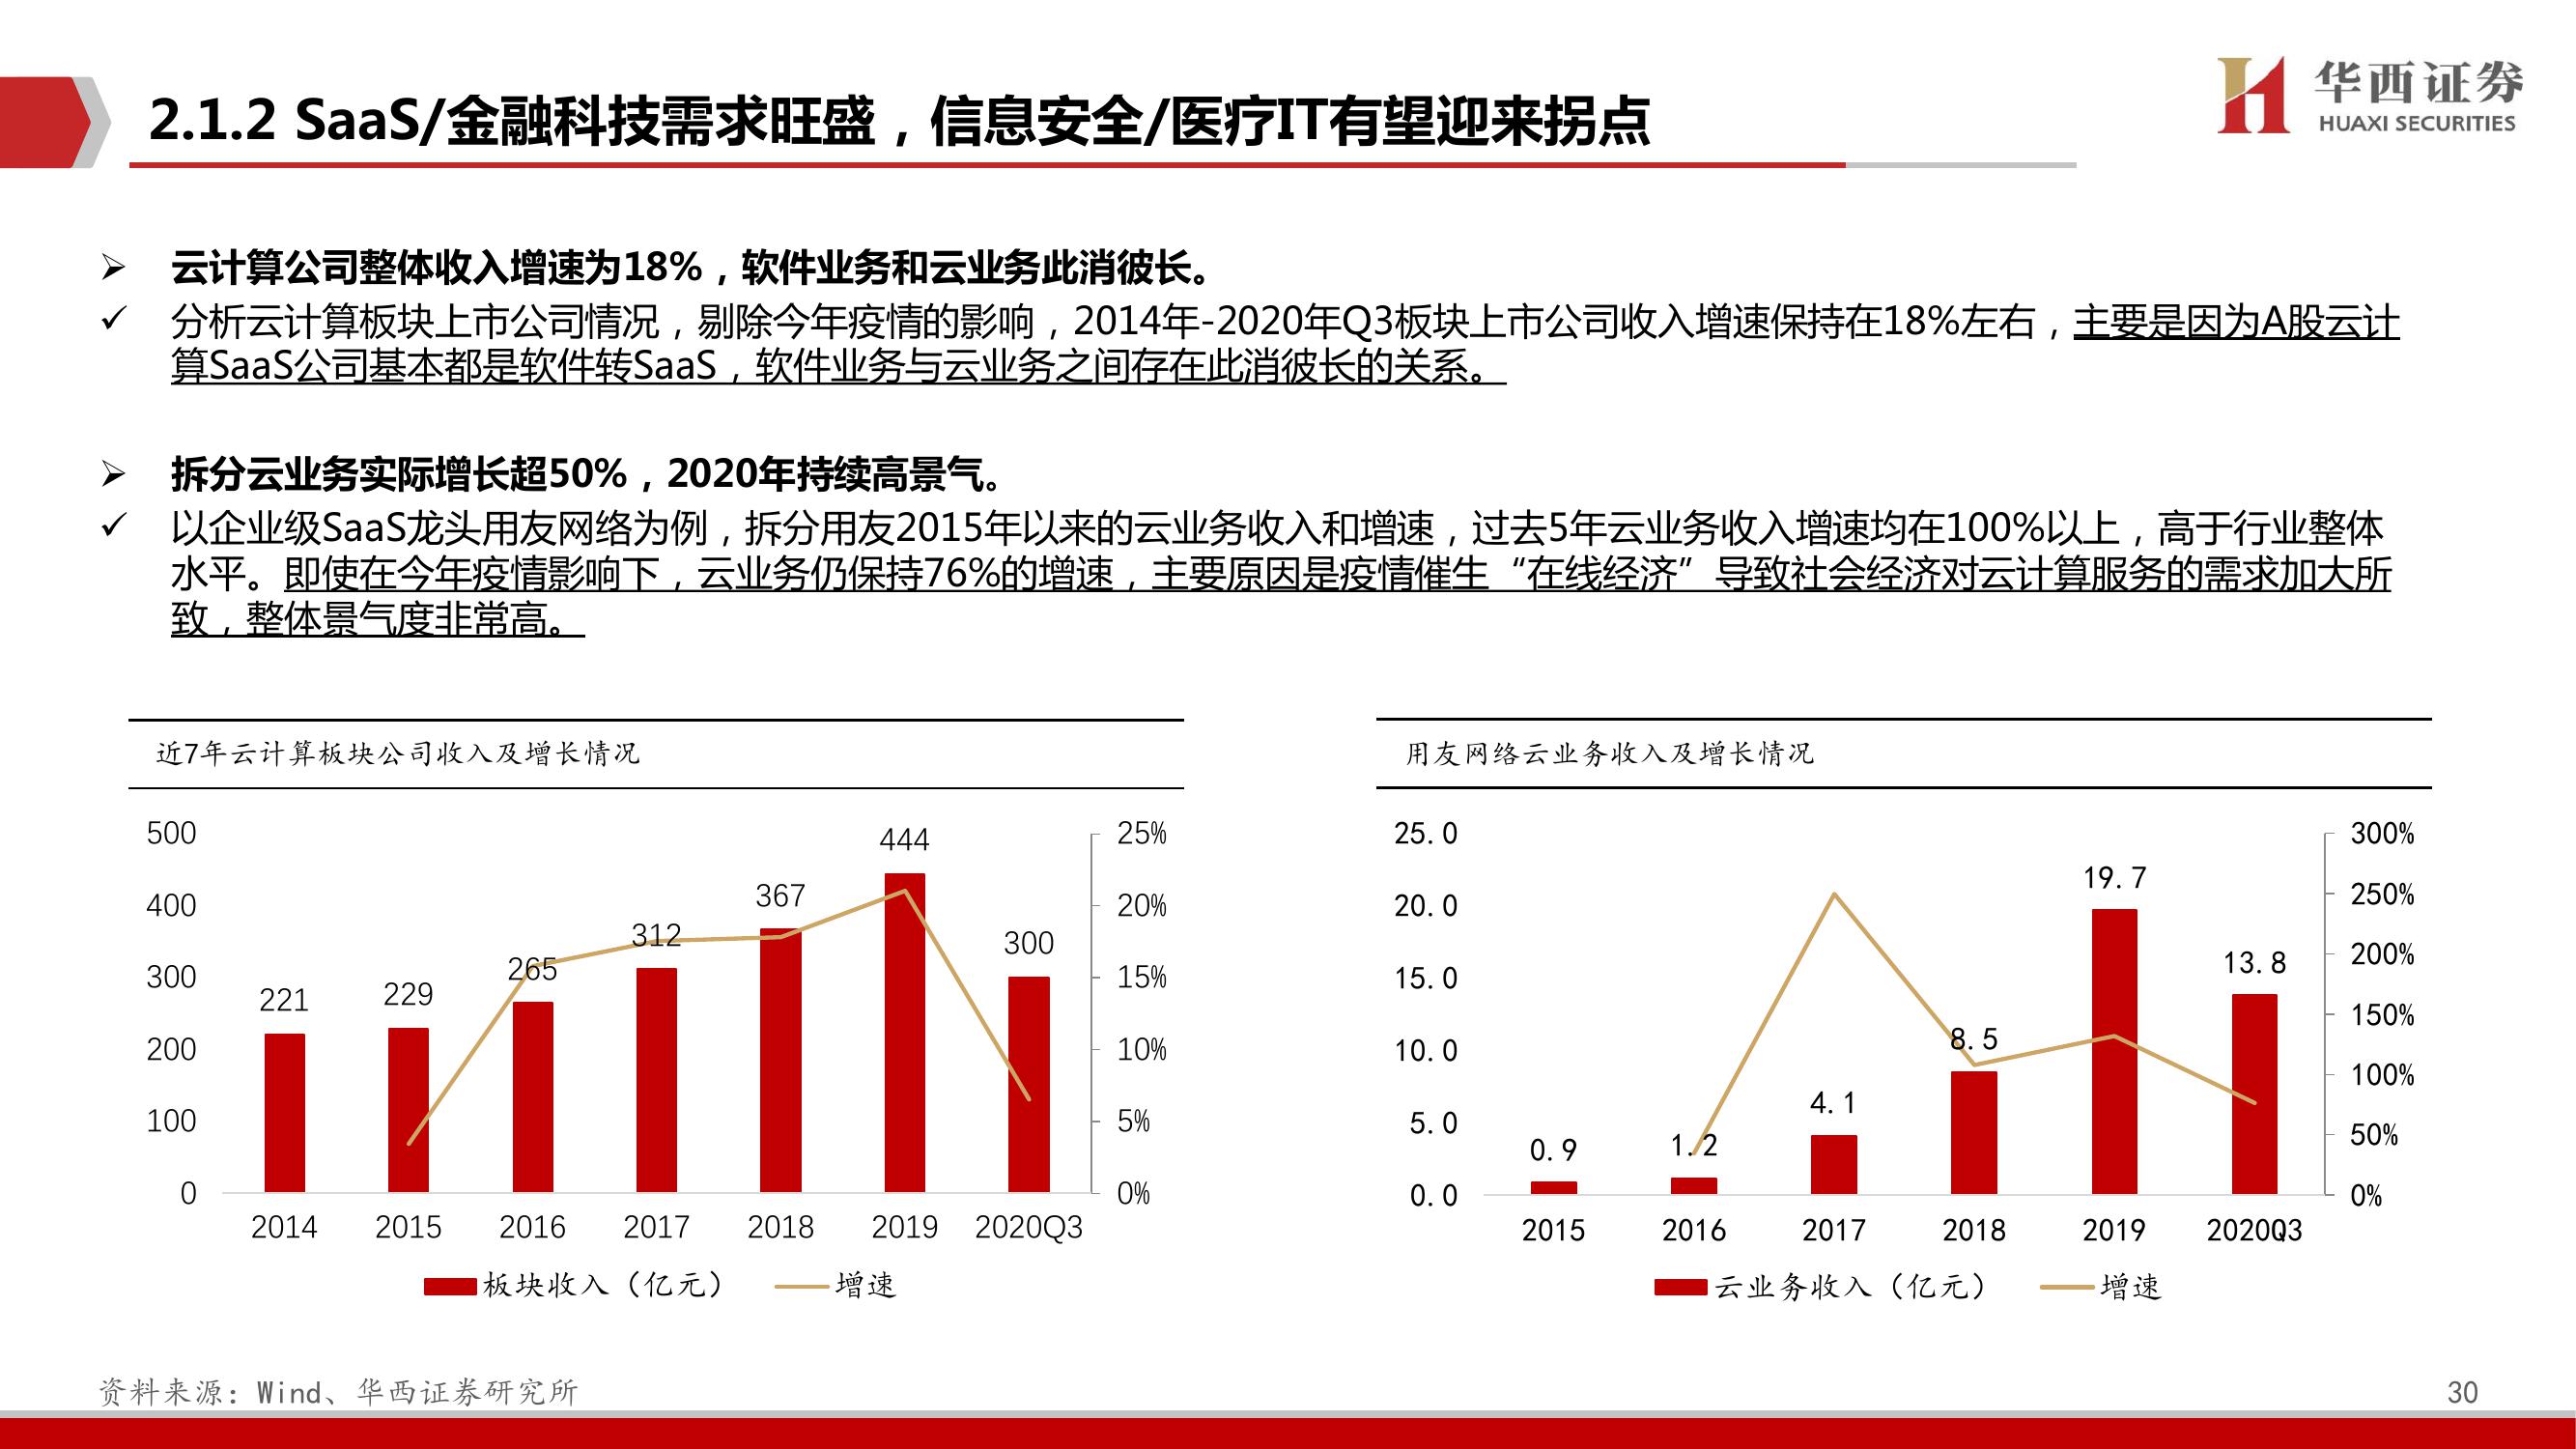 2.1.2 SaaS/金融科技需求旺盛，信息安全/医疗IT有望迎来拐点
华西证券
HUAXI SECURITIES
云计算公司整体收入增速为18%，软件业务和云业务此消彼长。
分析云计算板块上市公司情况，剔除今年疫情的影响，2014年-2020年Q3板块上市公司收入增速保持在18%左右，主要是因为A股云计
算SaaS公司基本都是软件转SaaS，软件业务与云业务之间存在此消彼长的关系。
拆分云业务实际增长超50%，2020年持续高景气。
以企业级SaaS龙头用友网络为例，拆分用友2015年以来的云业务收入和增速，过去5年云业务收入增速均在100%以上，高于行业整体
水平。即使在今年疫情影响下，云业务仍保持76%的增速，主要原因是疫情催生“在线经济”导致社会经济对云计算服务的需求加大所
致，整体景气度非常高。
近7年云计算板块公司收入及增长情况
500
400
300
200
100
0
221
229
265
312
367
444
300
25%
20%
15%
10%
5%
0%
2014 2015 2016 2017 2018 2019 2020Q3
板块收入（亿元） 增速
用友网络云业务收入及增长情况
25.0
20.0
15.0
10.0
5.0
0.0
0.9
1.2
4.1
8.5
19.7
13.8
300%
250%
200%
150%
100%
50%
0%
2015 2016 2017 2018 2019 2020Q3
云业务收入（亿元） 增速
资料来源：Wind、华西证券研究所
30